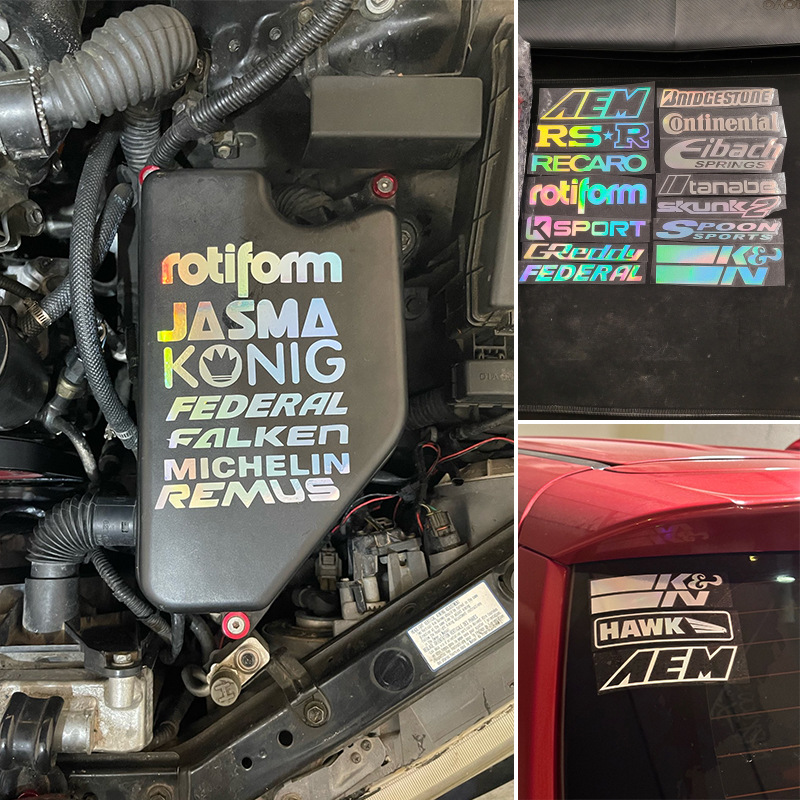 rotiform
JASMA
KONIG
FEDERAL
FALKEN
MICHELIN
REMUS
AEM
RS★R
RECARO
rotiform
KSPORT
GReddy
FEDERAL
BRIDGESTONE
Continental
Eibach
SPRINGS
tanabe
skunk2
SPOON
SPORTS
K&N
K&N
HAWK
AEM